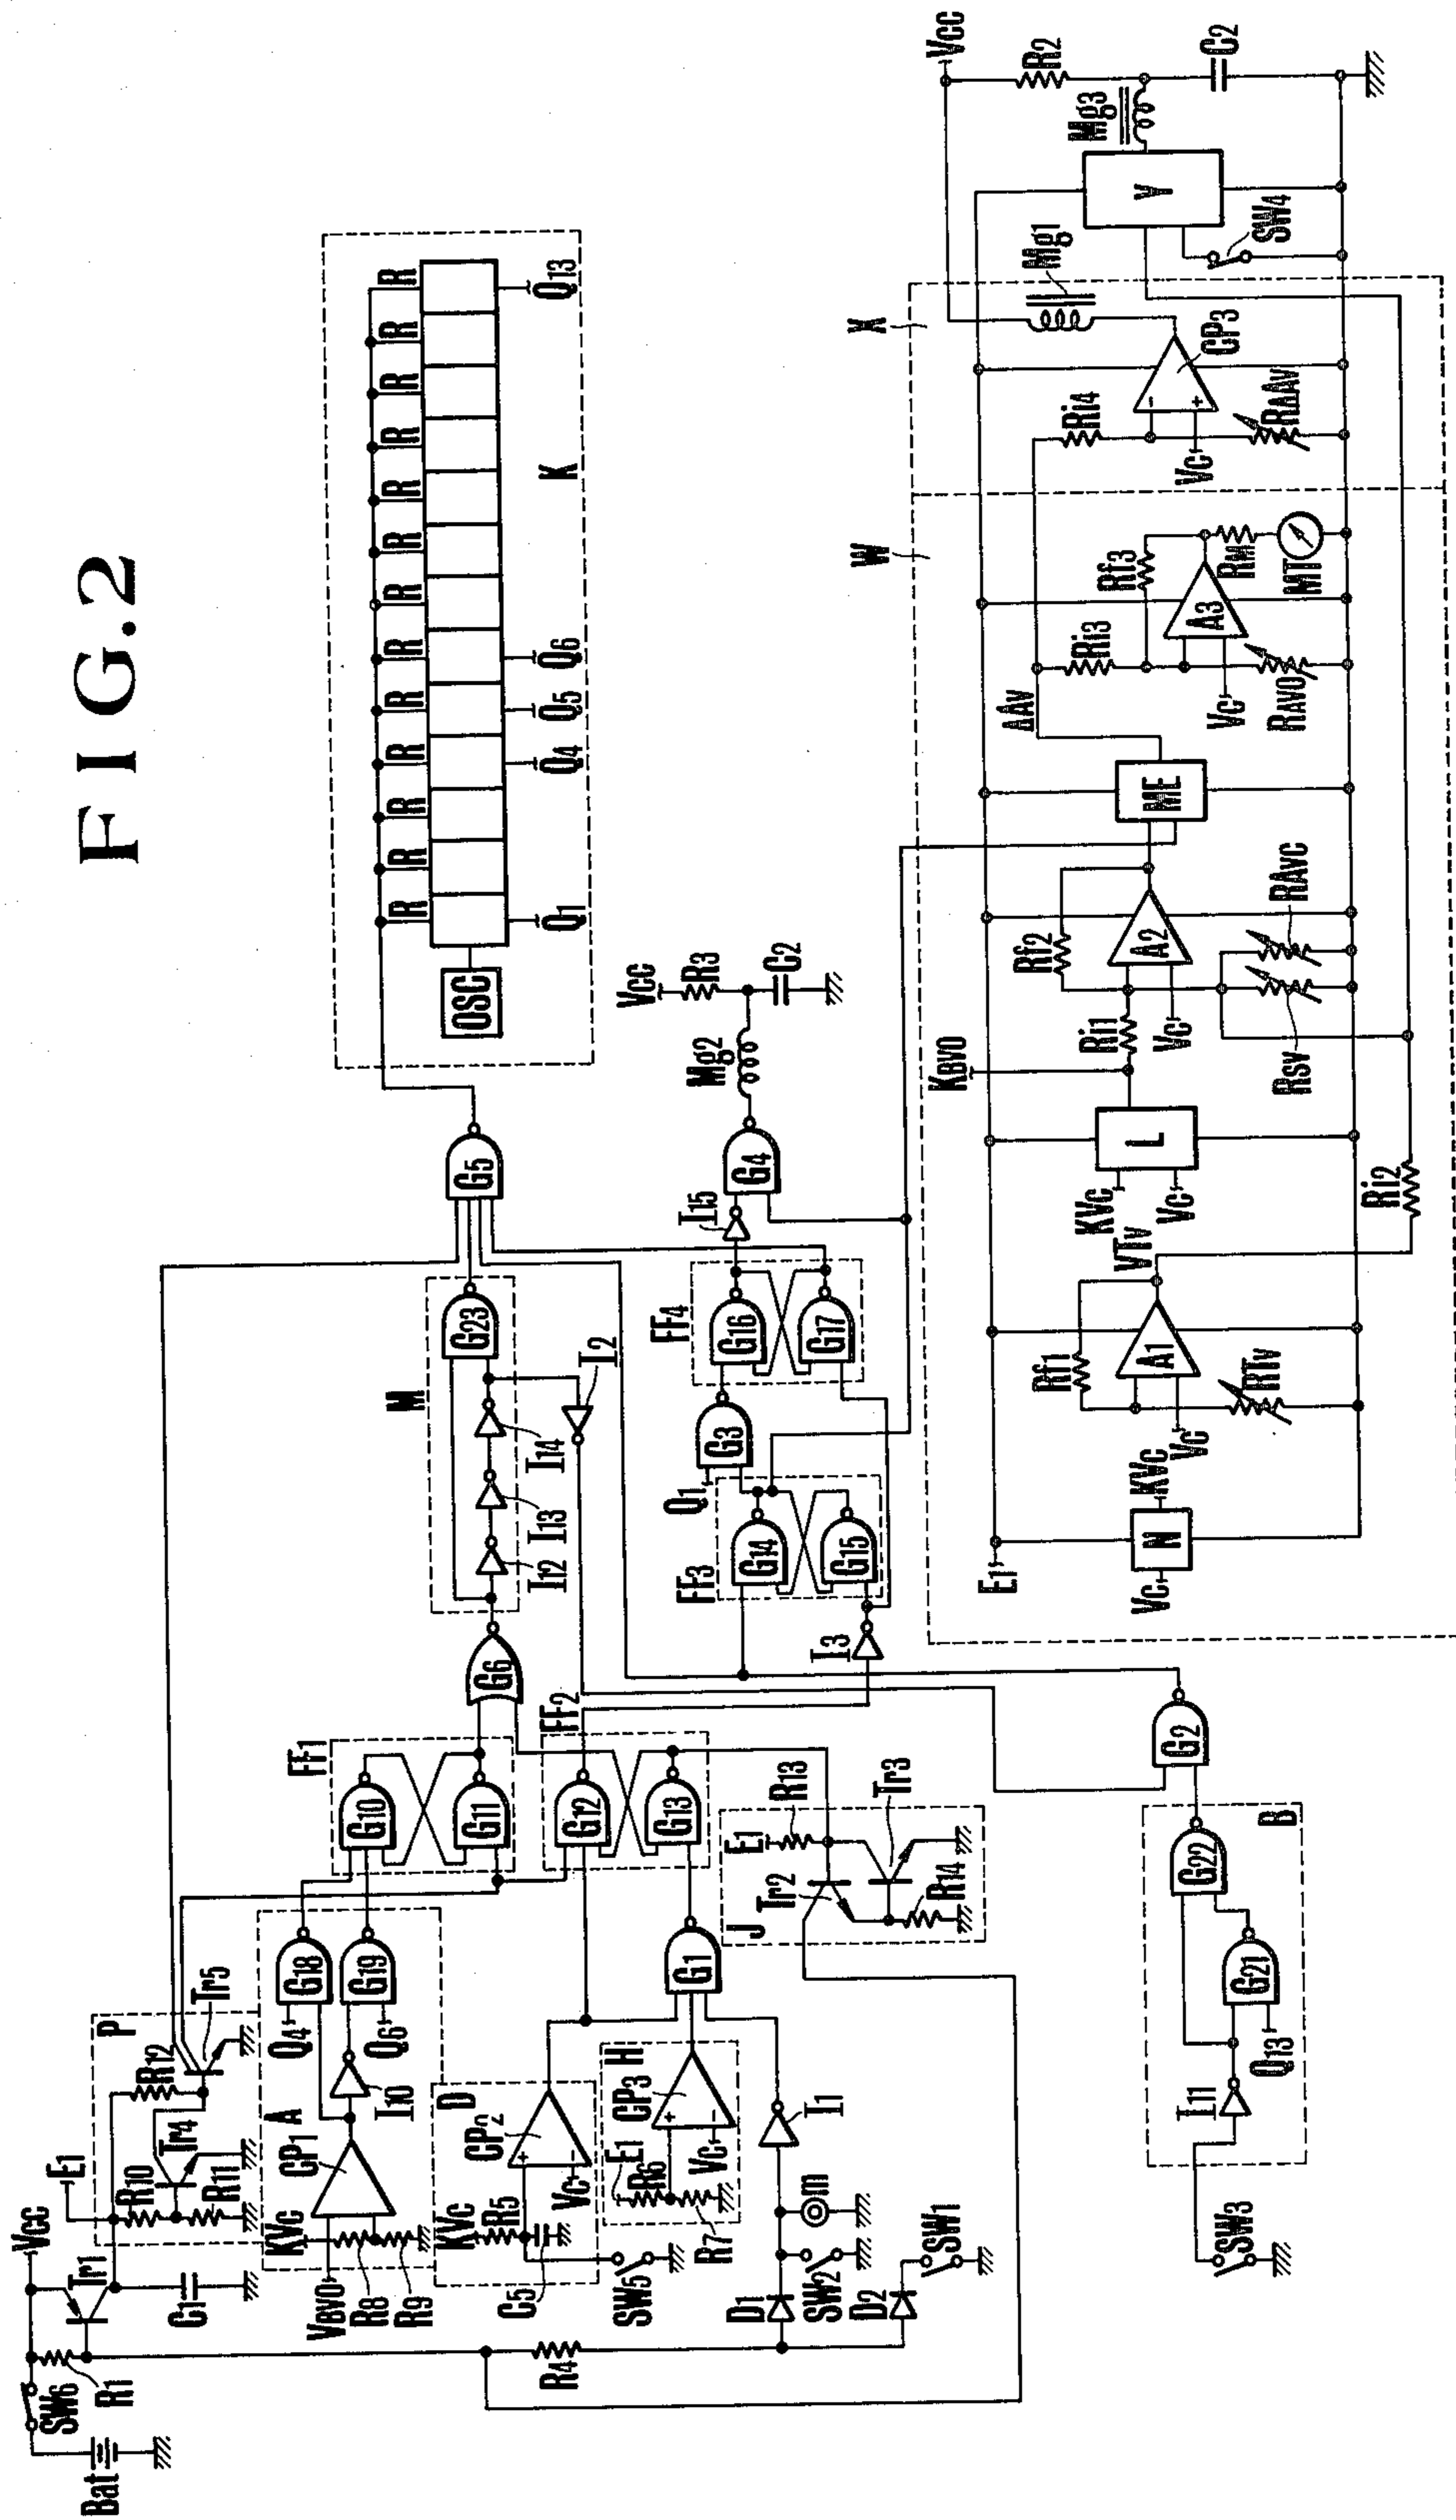 FIG.2
Bat
SW6
R1
Vcc
Tr1
C1
E1
P
R10
R11
Tr4
R12
Tr5
A
KVc
VBVO
R8
R9
CP1
I10
Q4
Q6
G18
G19
FF1
G10
G11
G6
M
I12
I13
I14
G23
I2
G5
OSC
K
R
R
R
R
R
R
R
R
R
R
R
R
R
Q1
Q4
Q5
Q6
Q13
D
KVc
R5
C5
Vc
CP2
SW5
H
E1
R6
R7
Vc
CP3
G1
FF2
G12
G13
R4
D1
SW2
m
I1
D2
SW1
J
E1
R13
Tr2
Tr3
R14
I3
FF3
G14
G15
Q1
G3
FF4
G16
G17
I15
G4
Mg2
Vcc
R3
C2
SW3
I11
Q13
G21
G22
B
G2
W
E1
Vc
N
KVc
Rf1
Vc
A1
RTv
VTv
Ri2
KVc
Vc
L
KBVO
Ri1
Vc
Rf2
A2
RSV
RAVC
ME
AAv
Ri3
Vc
RAVO
Rf3
A3
RM
MT
X
Ri4
Vc
CP3
RAAV
Mg1
Y
SW4
Mg3
Vcc
R2
C2